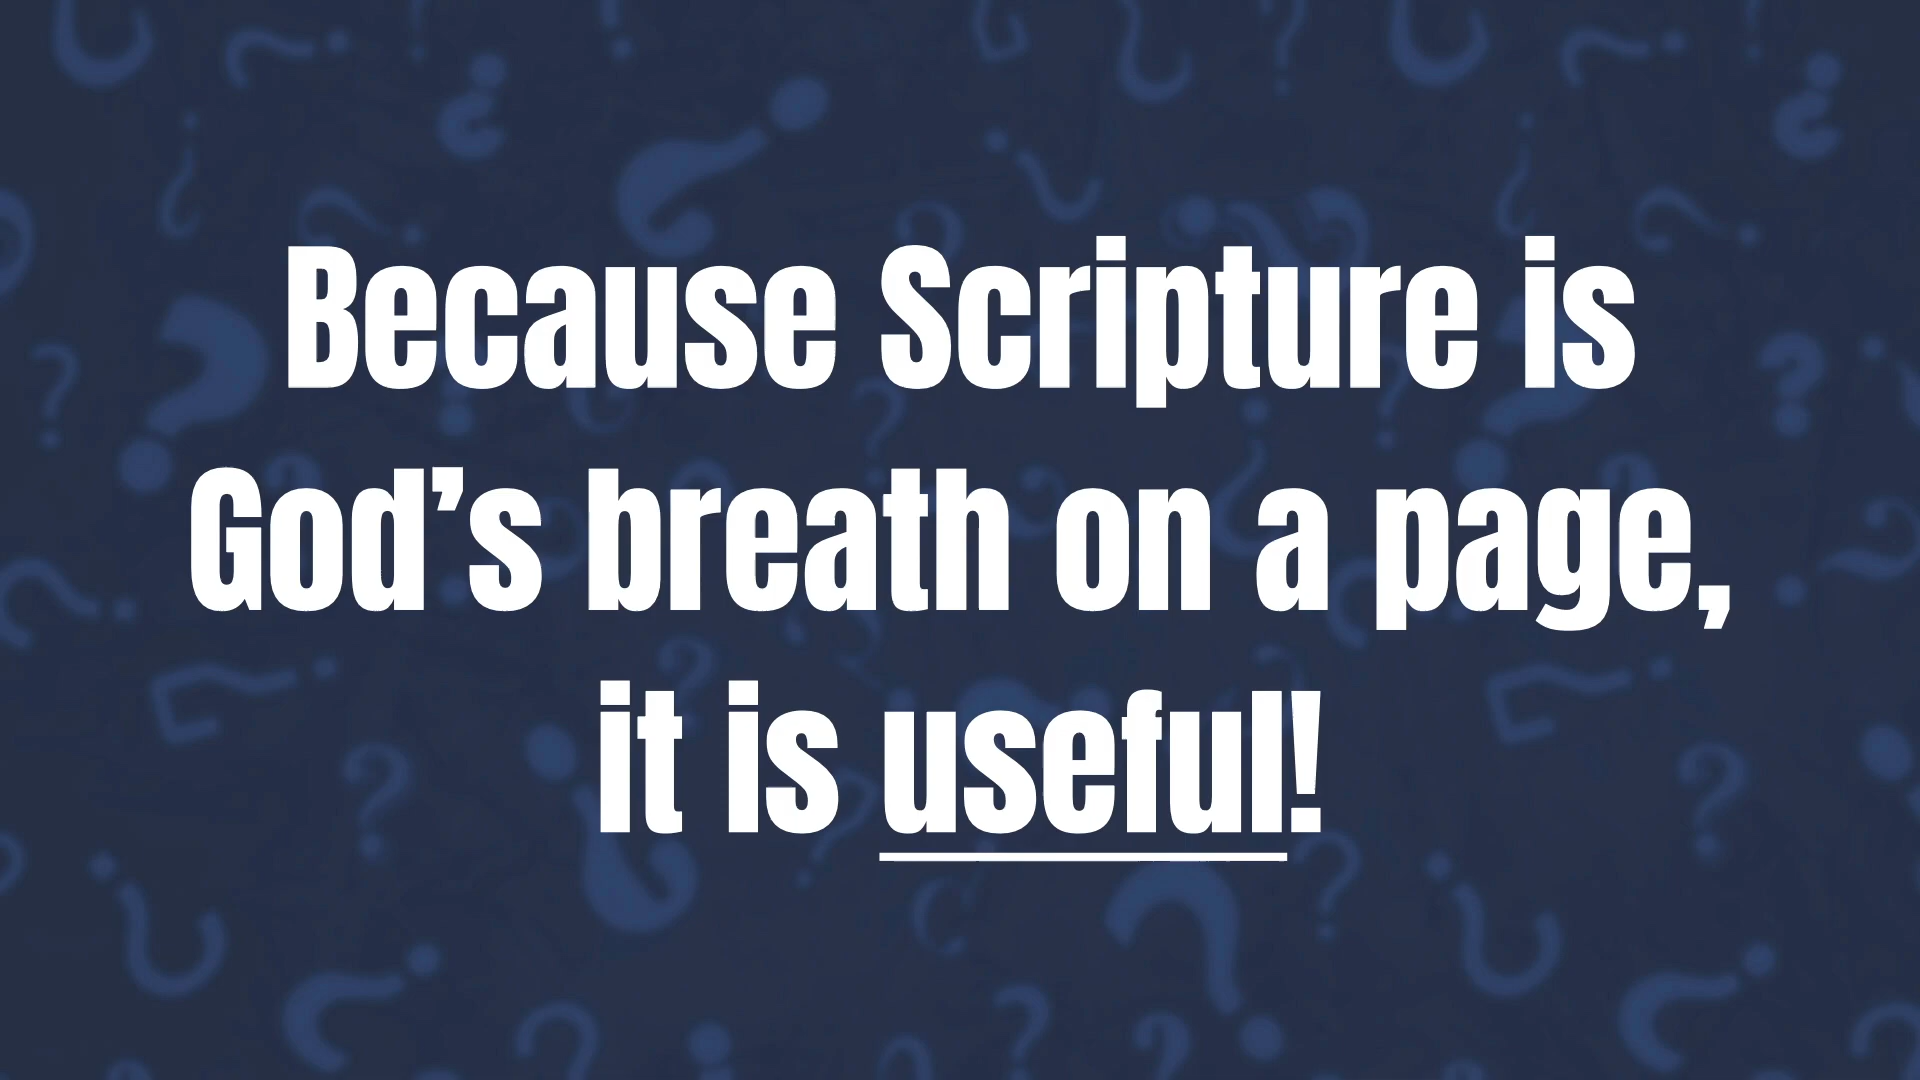 Because Scripture is
God’s breath on a page,
it is useful!